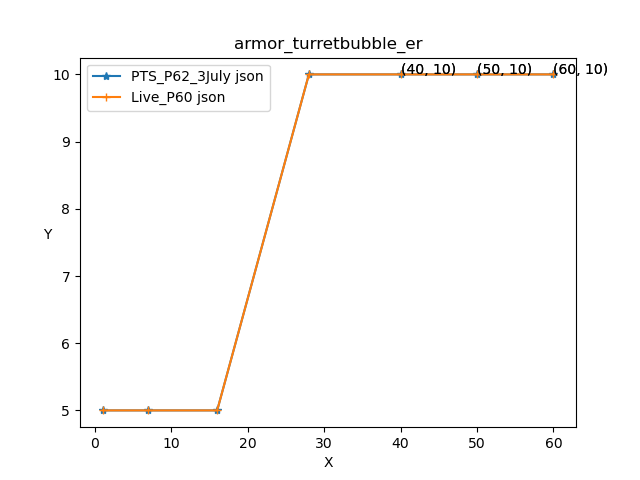 armor_turretbubble_er
PTS_P62_3July json
Live_P60 json
(40, 10) (50, 10) (60, 10)
10
9
8
7
6
5
Y
0 10 20 30 40 50 60
X